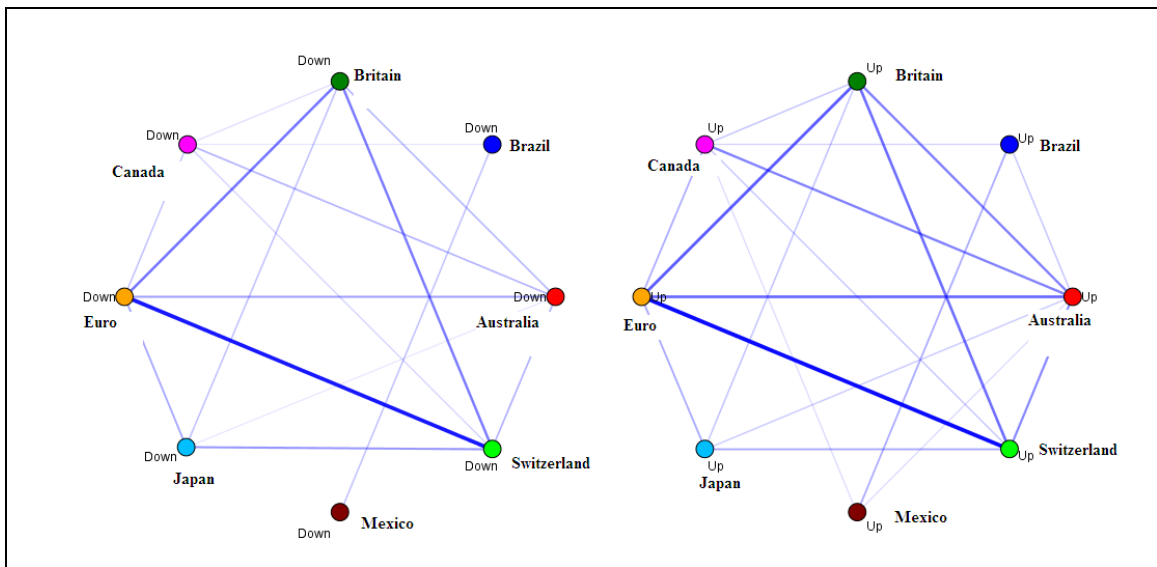 Down
Britain
Down
Down
Brazil
Canada
Down
Down
Euro
Australia
Down
Japan
Down
Switzerland
Down
Mexico
Up
Britain
Up
Up
Brazil
Canada
Up
Up
Euro
Australia
Up
Japan
Up
Switzerland
Up
Mexico